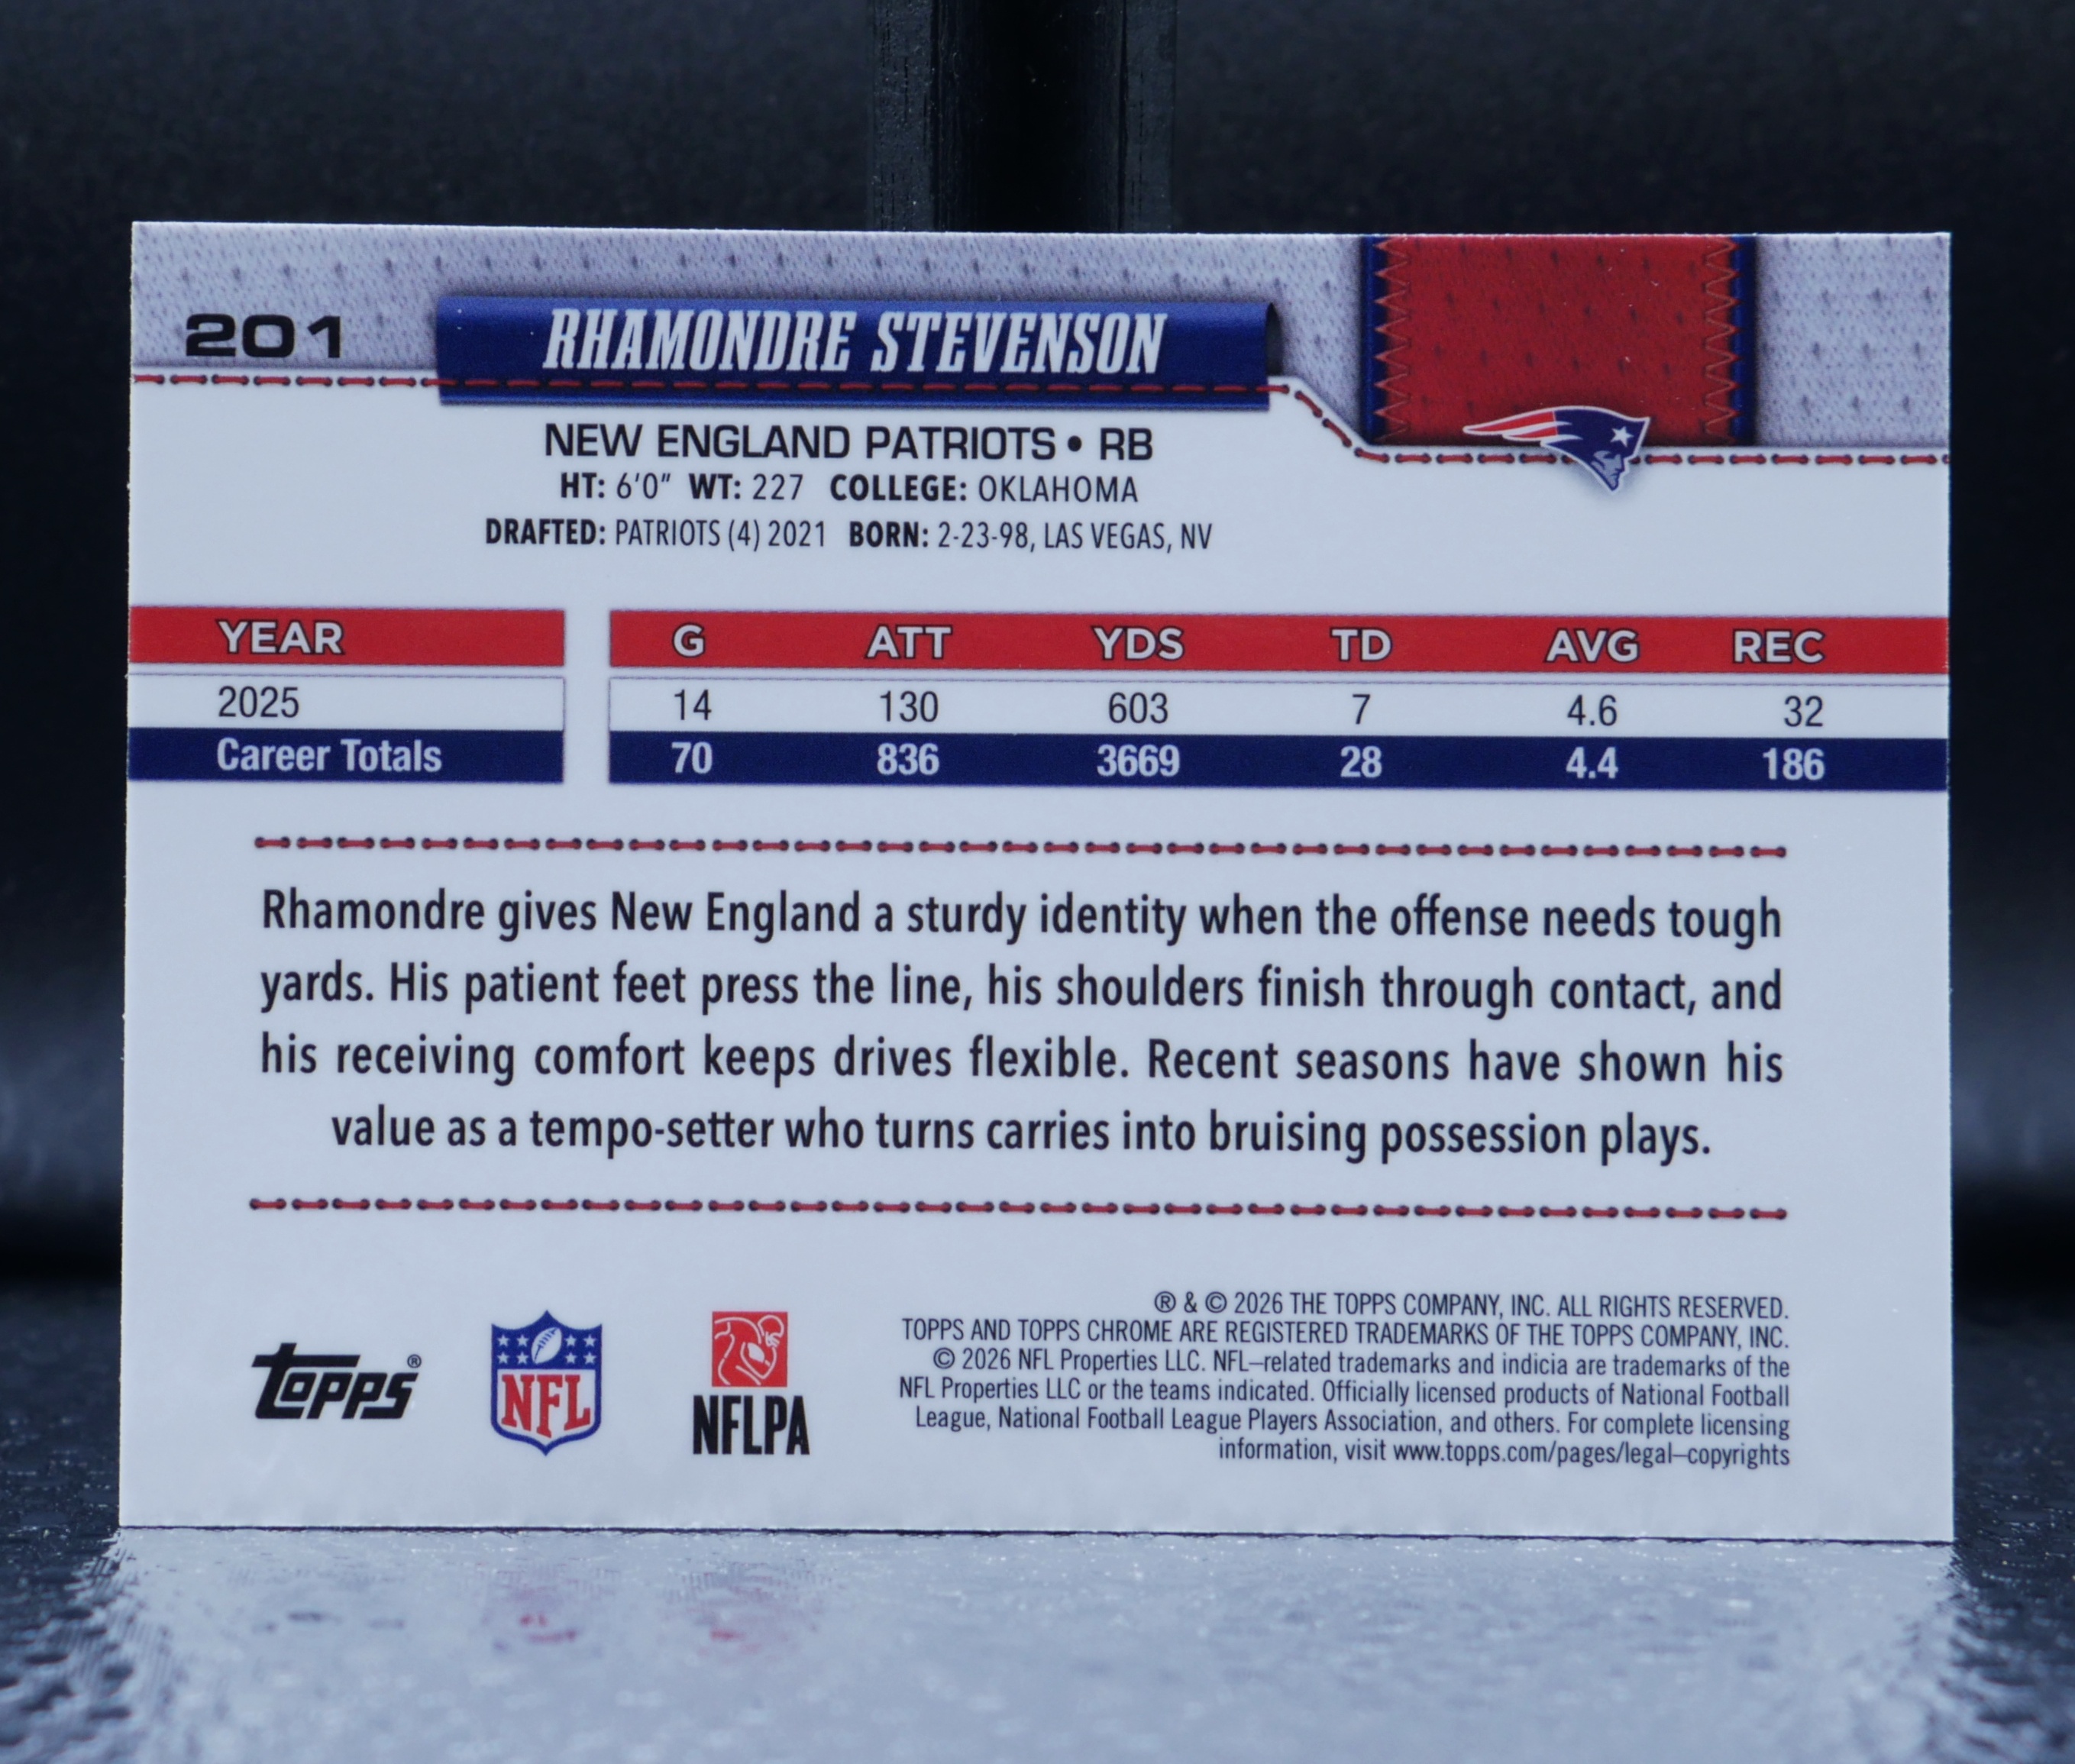 201
RHAMONDRE STEVENSON
NEW ENGLAND PATRIOTS • RB
HT: 6'0" WT: 227 COLLEGE: OKLAHOMA
DRAFTED: PATRIOTS (4) 2021 BORN: 2-23-98, LAS VEGAS, NV
YEAR G ATT YDS TD AVG REC
2025 14 130 603 7 4.6 32
Career Totals 70 836 3669 28 4.4 186
Rhamondre gives New England a sturdy identity when the offense needs tough
yards. His patient feet press the line, his shoulders finish through contact, and
his receiving comfort keeps drives flexible. Recent seasons have shown his
value as a tempo-setter who turns carries into bruising possession plays.
Topps®
NFL
NFLPA
® & © 2026 THE TOPPS COMPANY, INC. ALL RIGHTS RESERVED.
TOPPS AND TOPPS CHROME ARE REGISTERED TRADEMARKS OF THE TOPPS COMPANY, INC.
© 2026 NFL Properties LLC. NFL–related trademarks and indicia are trademarks of the
NFL Properties LLC or the teams indicated. Officially licensed products of National Football
League, National Football League Players Association, and others. For complete licensing
information, visit www.topps.com/pages/legal–copyrights